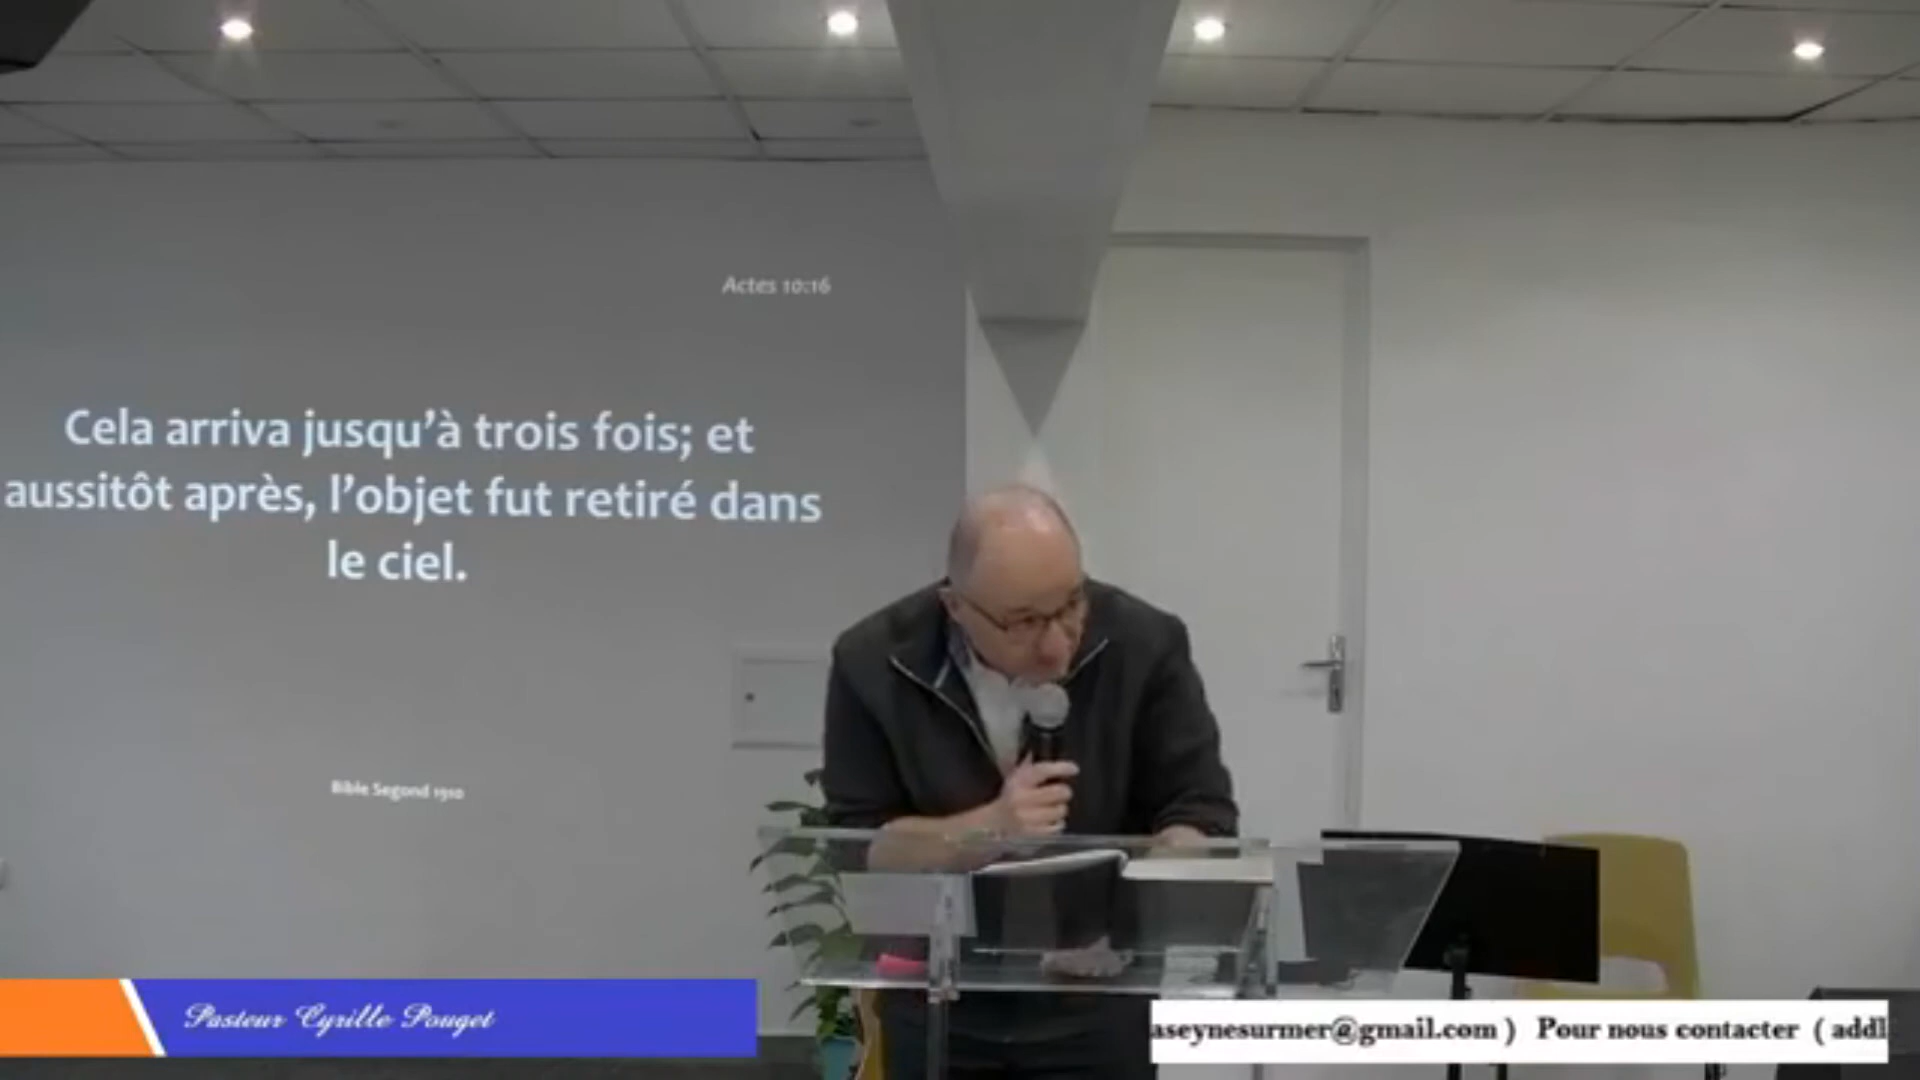 Actes 10:16
Cela arriva jusqu’à trois fois; et
aussitôt après, l’objet fut retiré dans
le ciel.
Bible Segond 1910
Pasteur Cyrille Pouget
aseynesurmer@gmail.com ) Pour nous contacter ( addl